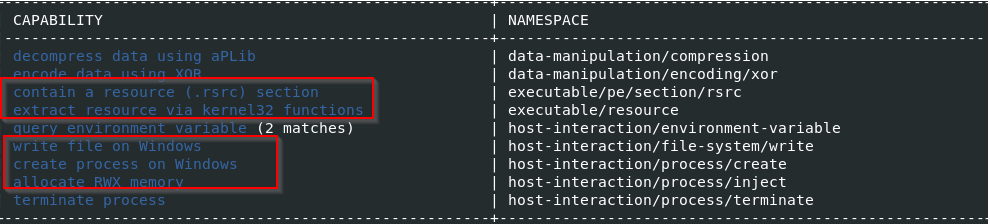 CAPABILITY | NAMESPACE
decompress data using aPLib | data-manipulation/compression
encode data using XOR | data-manipulation/encoding/xor
contain a resource (.rsrc) section | executable/pe/section/rsrc
extract resource via kernel32 functions | executable/resource
query environment variable (2 matches) | host-interaction/environment-variable
write file on Windows | host-interaction/file-system/write
create process on Windows | host-interaction/process/create
allocate RWX memory | host-interaction/process/inject
terminate process | host-interaction/process/terminate